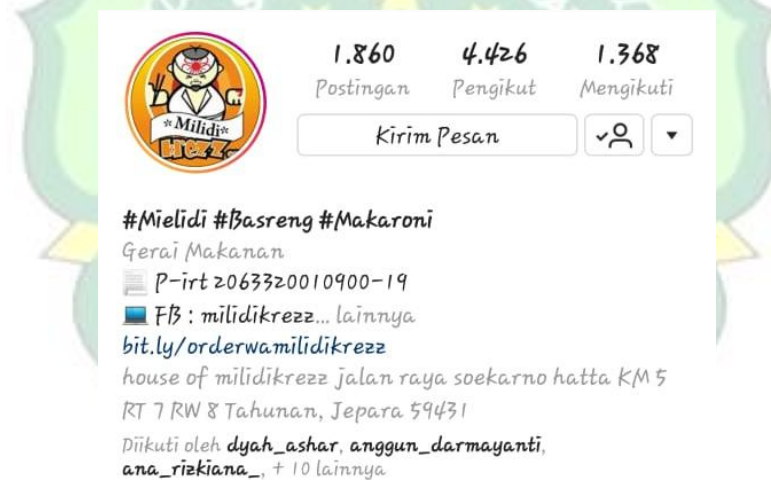 1.860 4.426 1.368
Postingan Pengikut Mengikuti
*Milidi*
krezz
Kirim Pesan
#Mielidi #Basreng #Makaroni
Gerai Makanan
P-irt 2063320010900-19
FB : milidikrezz... lainnya
bit.ly/orderwamilidikrezz
house of milidikrezz jalan raya soekarno hatta KM 5
RT 7 RW 8 Tahunan, Jepara 59431
Diikuti oleh dyah_ashar, anggun_darmayanti,
ana_rizkiana_, + 10 lainnya